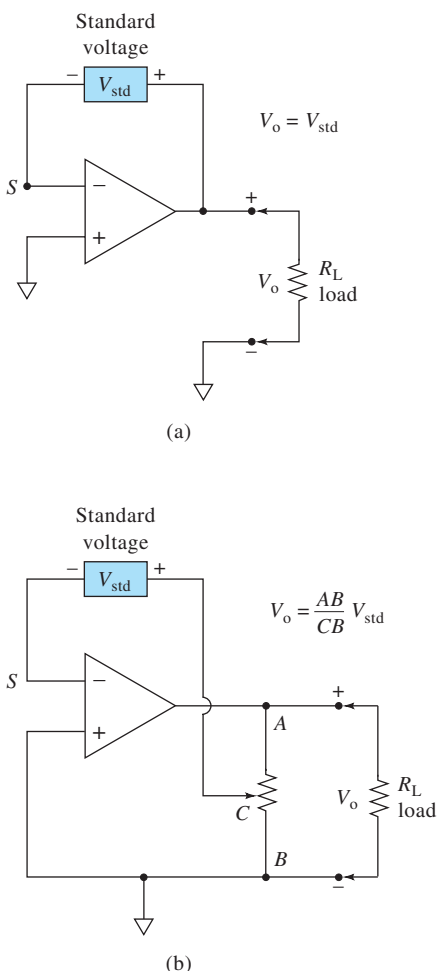 Standard
voltage
− V_std +
V_o = V_std
S −
+
+
V_o R_L
load
−
(a)
Standard
voltage
− V_std +
V_o = AB/CB V_std
S −
+
+
A
V_o R_L
load
C
B
−
(b)